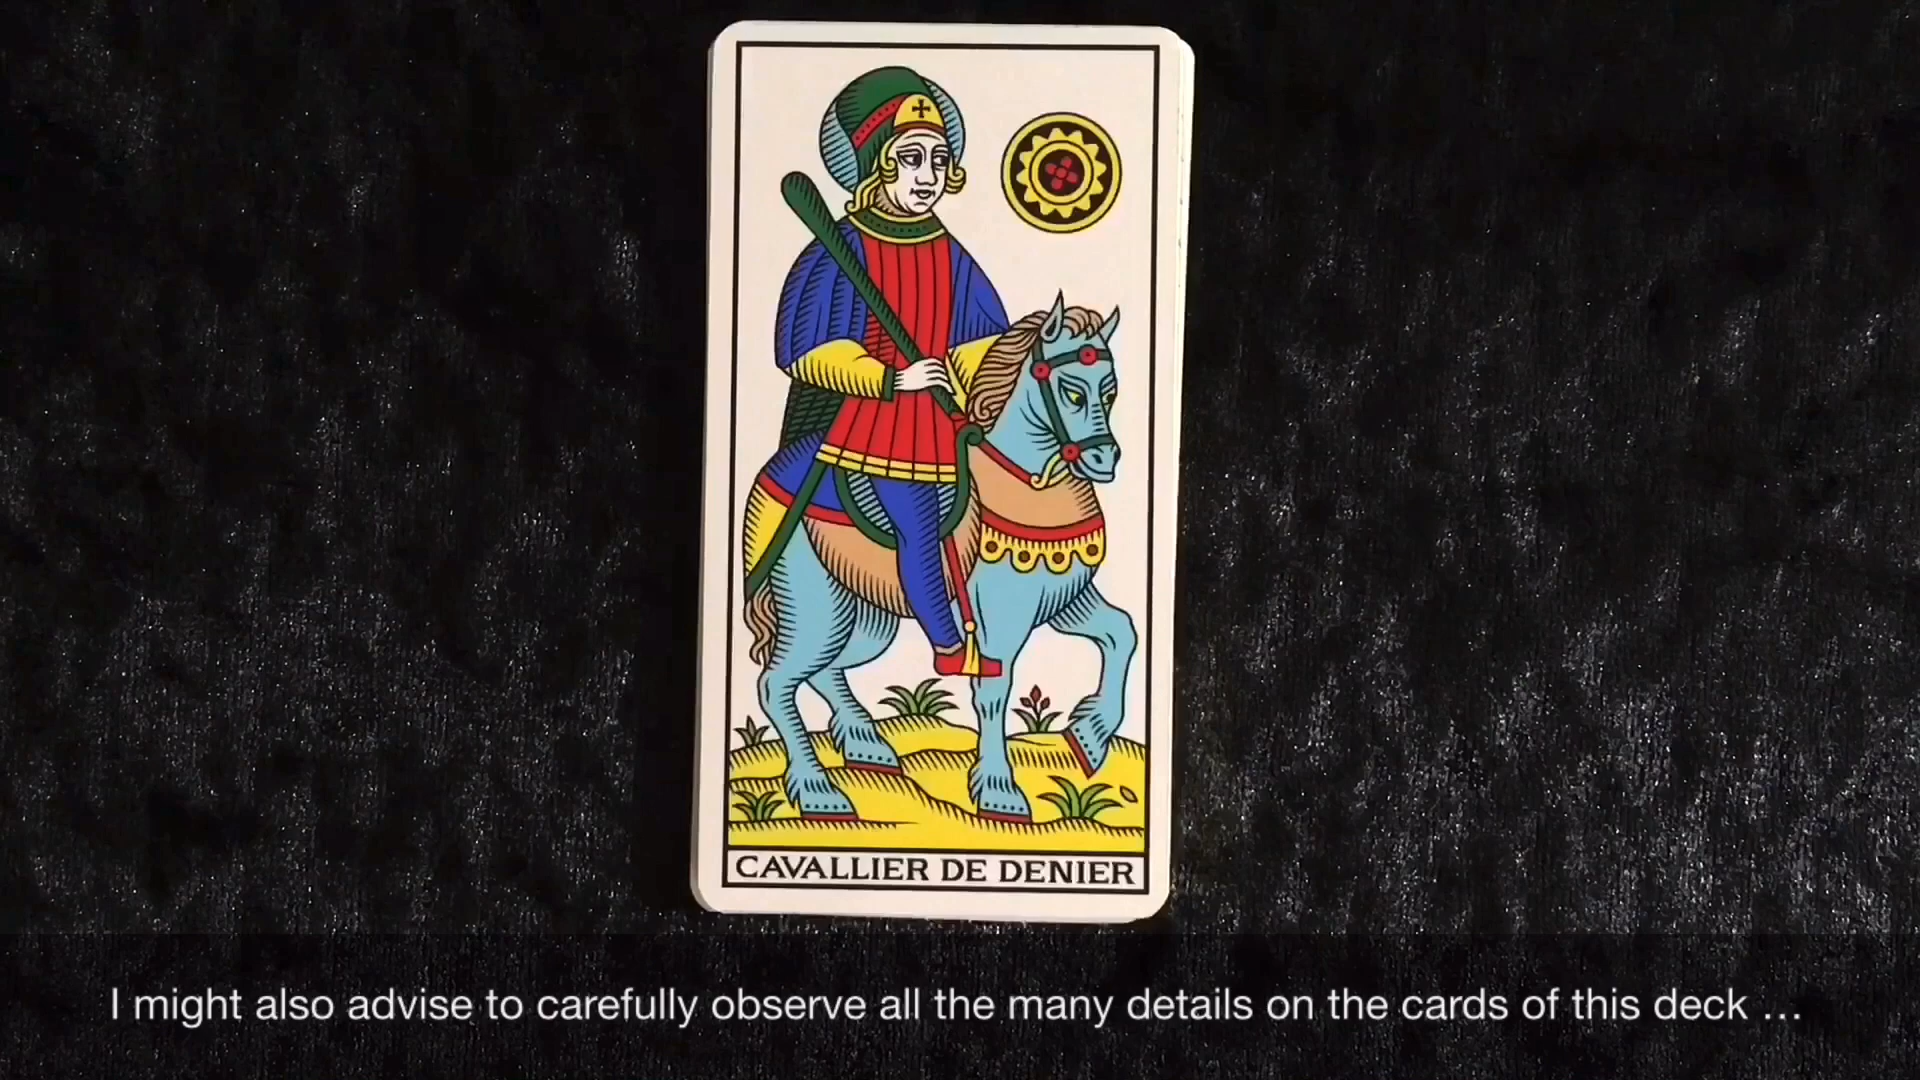 CAVALLIER DE DENIER
I might also advise to carefully observe all the many details on the cards of this deck ...